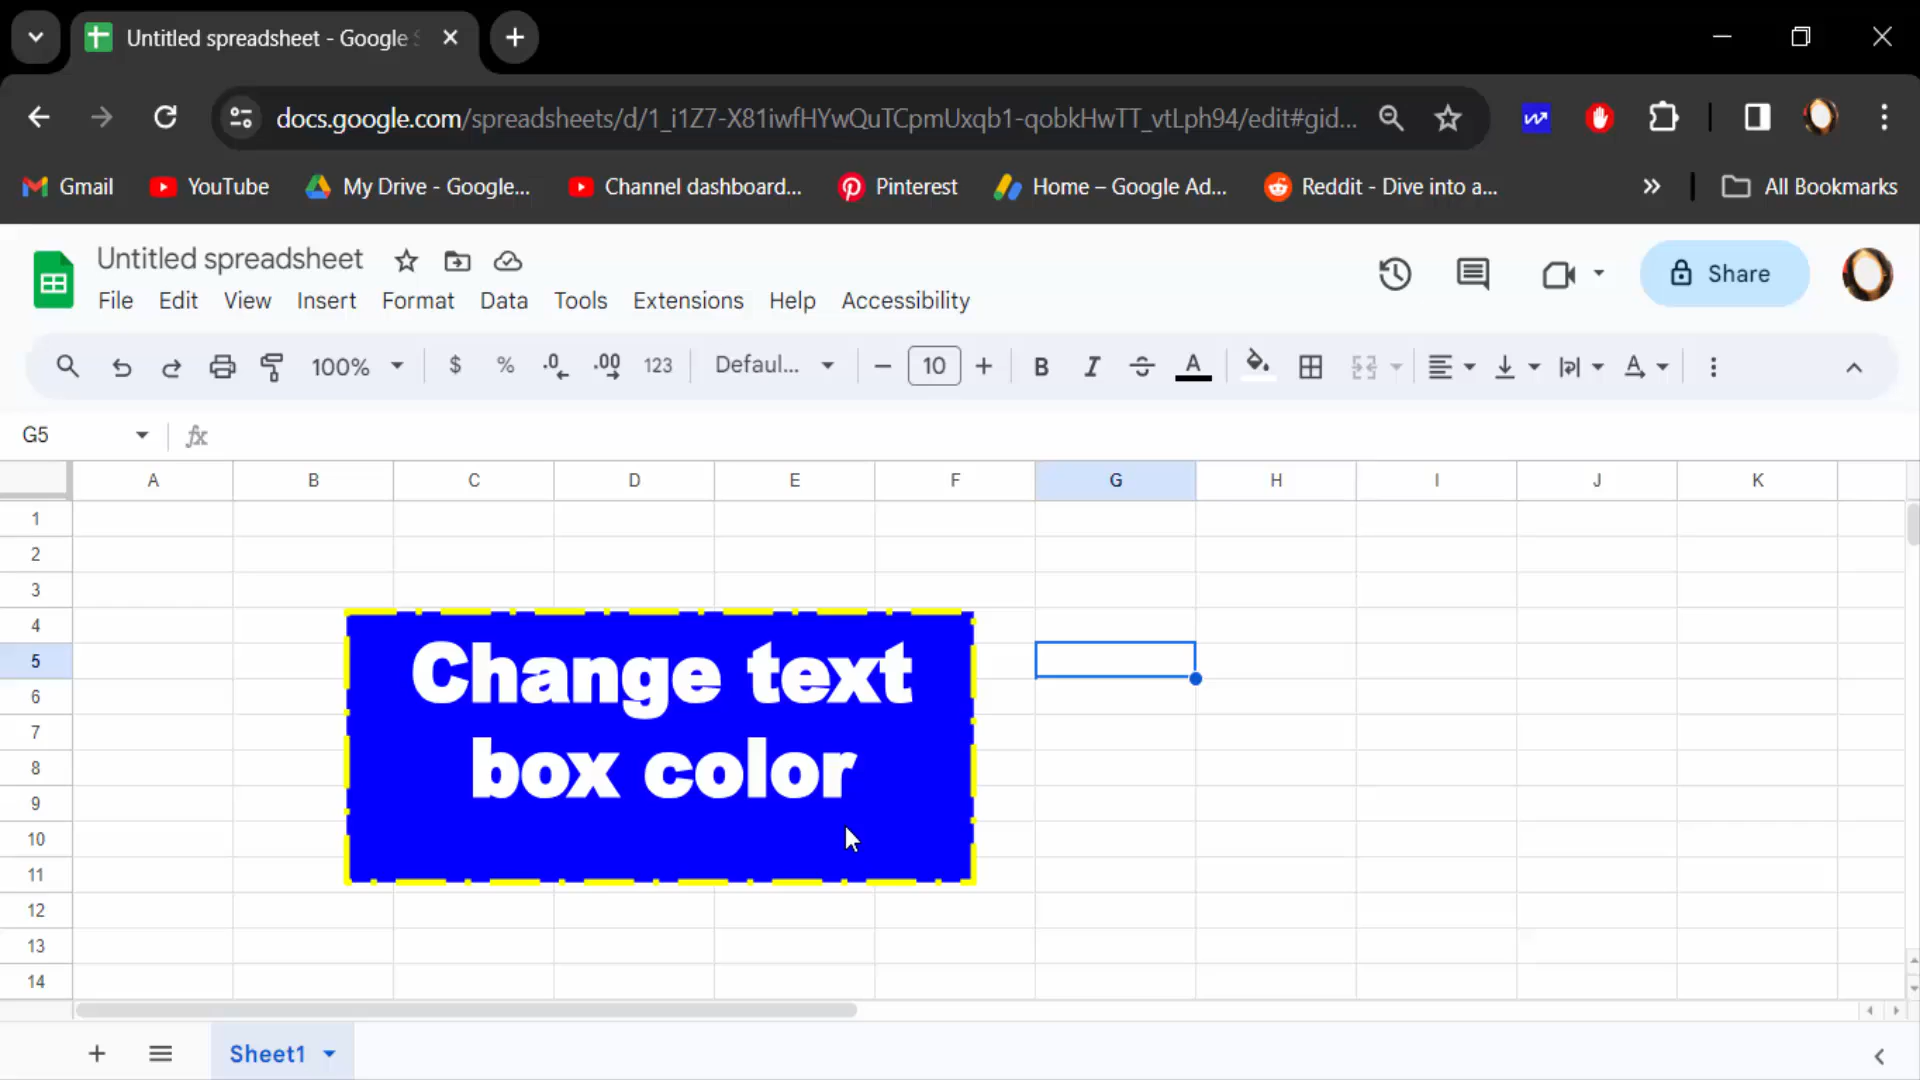 Untitled spreadsheet - Google S
docs.google.com/spreadsheets/d/1_i1Z7-X81iwfHYwQuTCpmUxqb1-qobkHwTT_vtLph94/edit#gid...
Gmail YouTube My Drive - Google... Channel dashboard... Pinterest Home – Google Ad... Reddit - Dive into a... » All Bookmarks
Untitled spreadsheet
File Edit View Insert Format Data Tools Extensions Help Accessibility
Share
100% $ % .0 .00 123 Defaul... − 10 + B I S A
G5 fx
A B C D E F G H I J K
1
2
3
4
5
6
7
8
9
10
11
12
13
14
Change text
box color
Sheet1